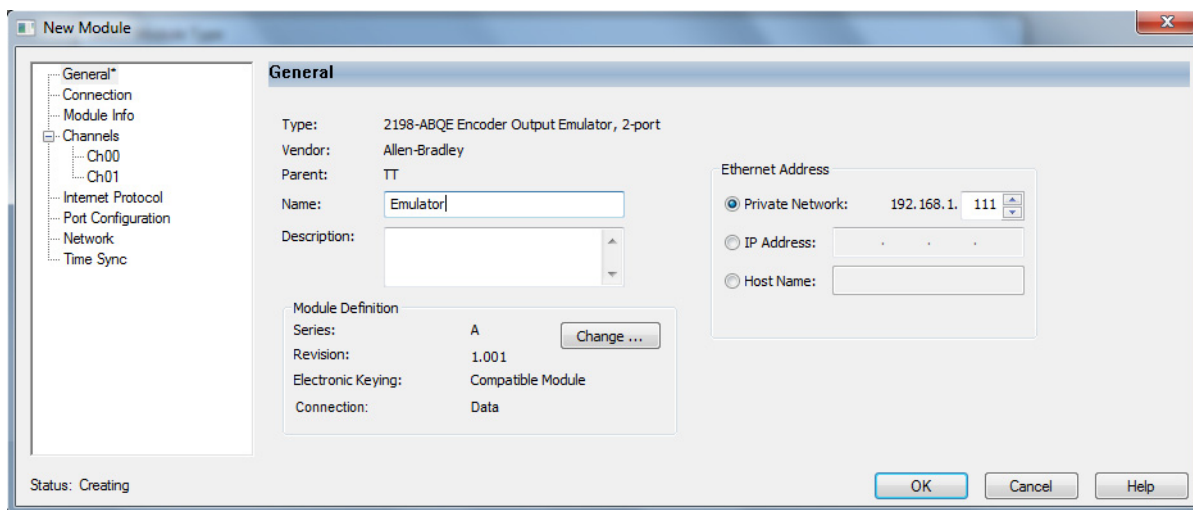 New Module
General*
Connection
Module Info
Channels
Ch00
Ch01
Internet Protocol
Port Configuration
Network
Time Sync
General
Type: 2198-ABQE Encoder Output Emulator, 2-port
Vendor: Allen-Bradley
Parent: TT
Name: Emulator
Description:
Module Definition
Series: A
Change ...
Revision: 1.001
Electronic Keying: Compatible Module
Connection: Data
Ethernet Address
Private Network: 192.168.1. 111
IP Address: . . .
Host Name:
Status: Creating
OK Cancel Help